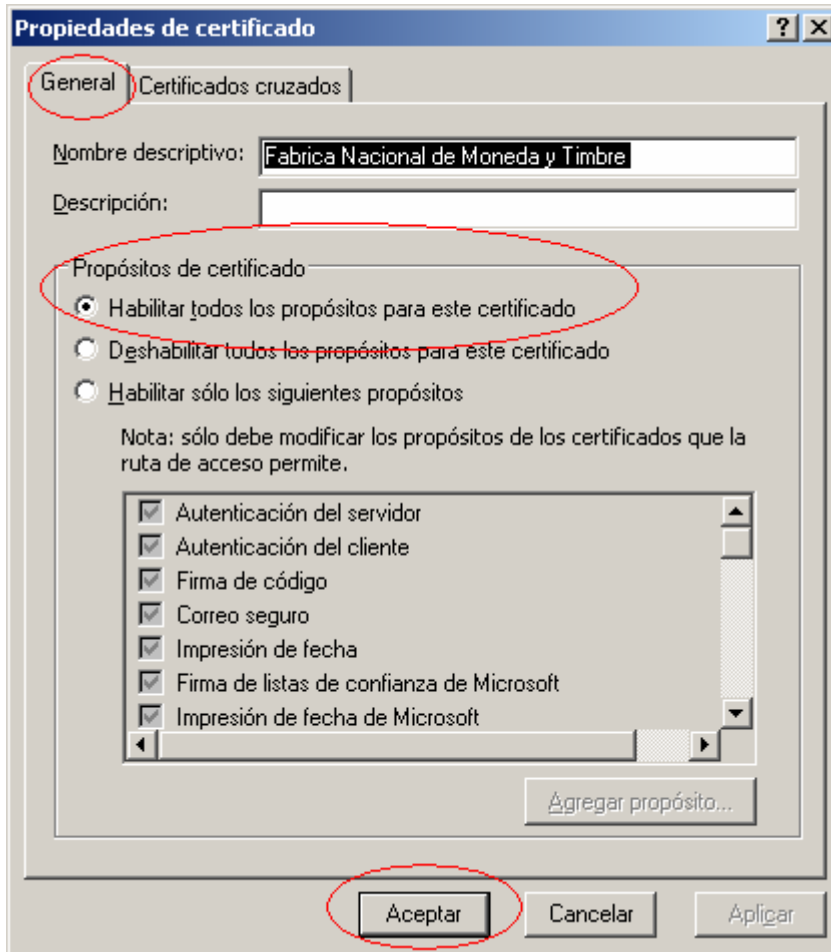 Propiedades de certificado
General
Certificados cruzados
Nombre descriptivo:
Fabrica Nacional de Moneda y Timbre
Descripción:
Propósitos de certificado
Habilitar todos los propósitos para este certificado
Deshabilitar todos los propósitos para este certificado
Habilitar sólo los siguientes propósitos
Nota: sólo debe modificar los propósitos de los certificados que la
ruta de acceso permite.
Autenticación del servidor
Autenticación del cliente
Firma de código
Correo seguro
Impresión de fecha
Firma de listas de confianza de Microsoft
Impresión de fecha de Microsoft
Agregar propósito...
Aceptar
Cancelar
Aplicar